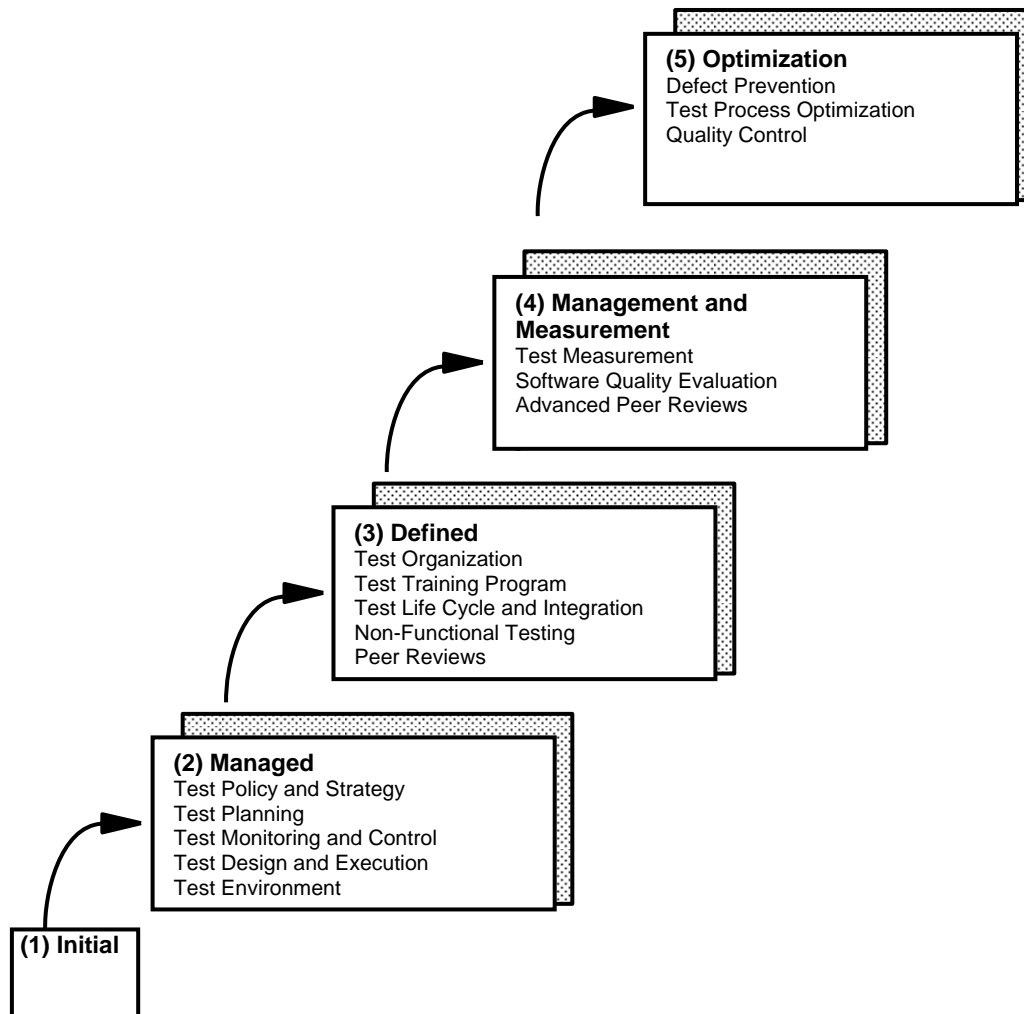 (5) Optimization
Defect Prevention
Test Process Optimization
Quality Control
(4) Management and
Measurement
Test Measurement
Software Quality Evaluation
Advanced Peer Reviews
(3) Defined
Test Organization
Test Training Program
Test Life Cycle and Integration
Non-Functional Testing
Peer Reviews
(2) Managed
Test Policy and Strategy
Test Planning
Test Monitoring and Control
Test Design and Execution
Test Environment
(1) Initial